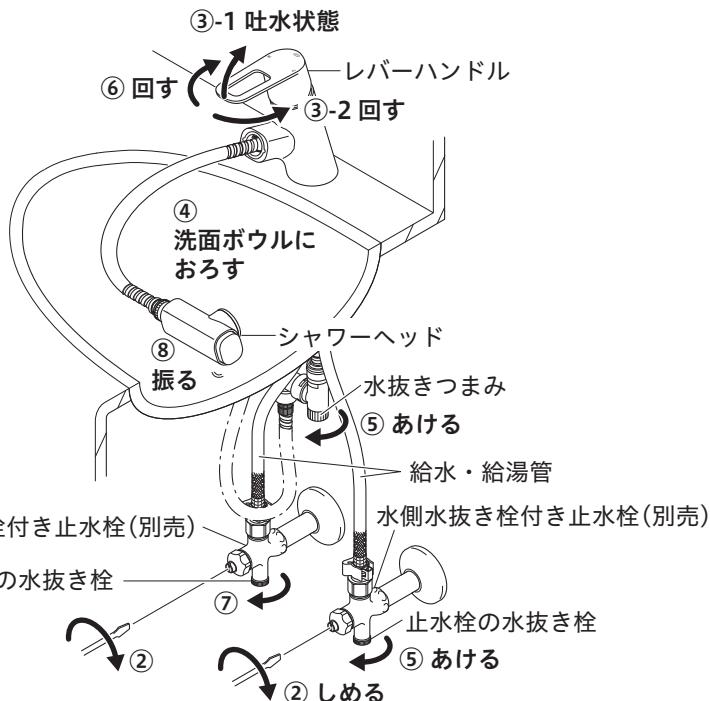 ③-1 吐水状態
レバーハンドル
⑥ 回す
③-2 回す
④
洗面ボウルに
おろす
シャワーヘッド
⑧
振る
水抜きつまみ
⑤ あける
給水・給湯管
栓付き止水栓(別売)
水側水抜き栓付き止水栓(別売)
の水抜き栓
⑦
止水栓の水抜き栓
②
⑤ あける
② しめる